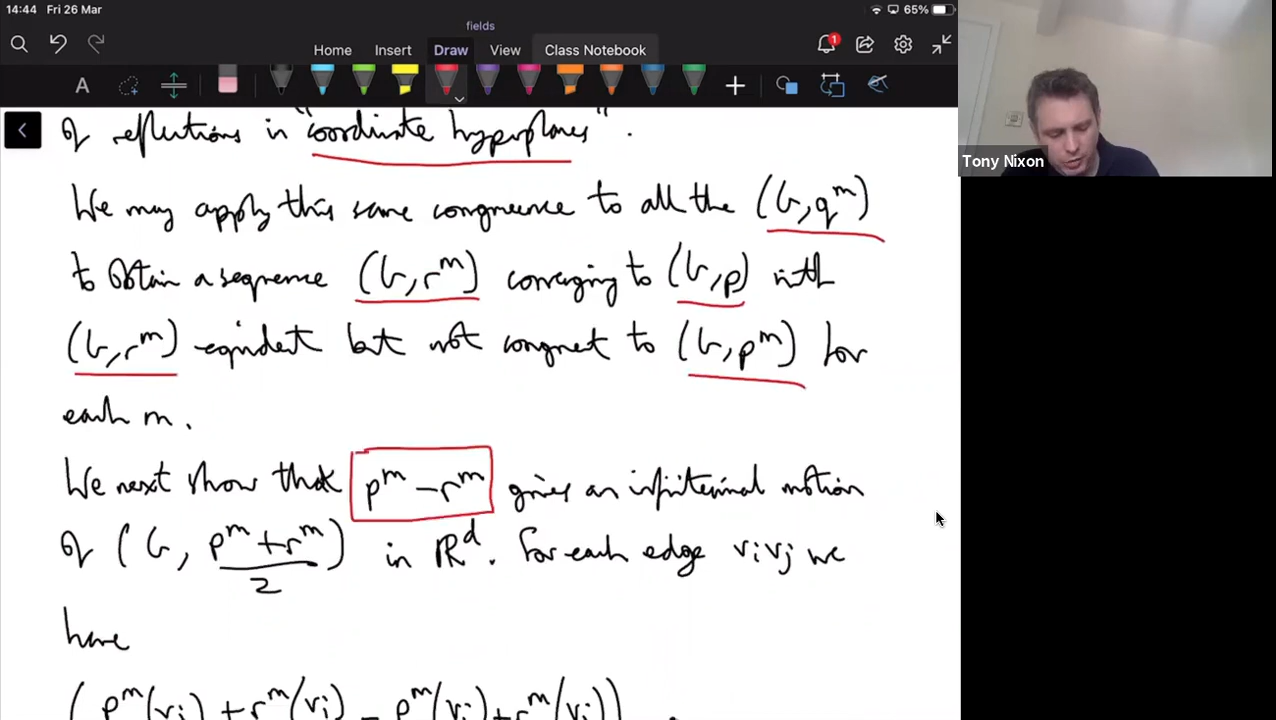 14:44 Fri 26 Mar
65%
fields
Home Insert Draw View Class Notebook
1
A
Tony Nixon
of reflections in "coordinate hyperplanes".
We may apply this same congruence to all the (G, q^m)
to obtain a sequence (G, r^m) converging to (G, p) with
(G, r^m) equivalent but not congruent to (G, p^m) for
each m.
We next show that p^m - r^m gives an infinitesimal motion
of (G, p^m + r^m / 2) in ℝ^d. For each edge v_i v_j we
have